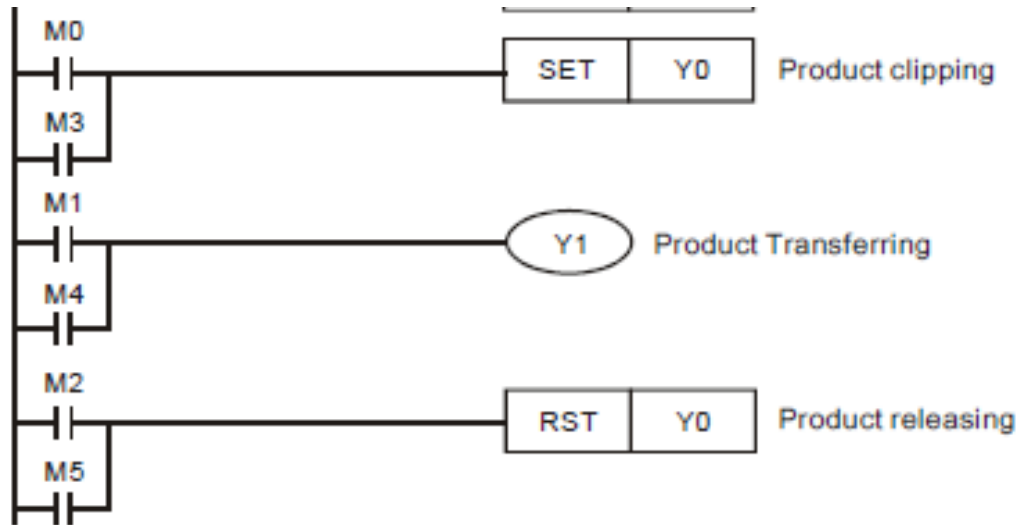 M0
SET Y0 Product clipping
M3
M1
Y1 Product Transferring
M4
M2
RST Y0 Product releasing
M5